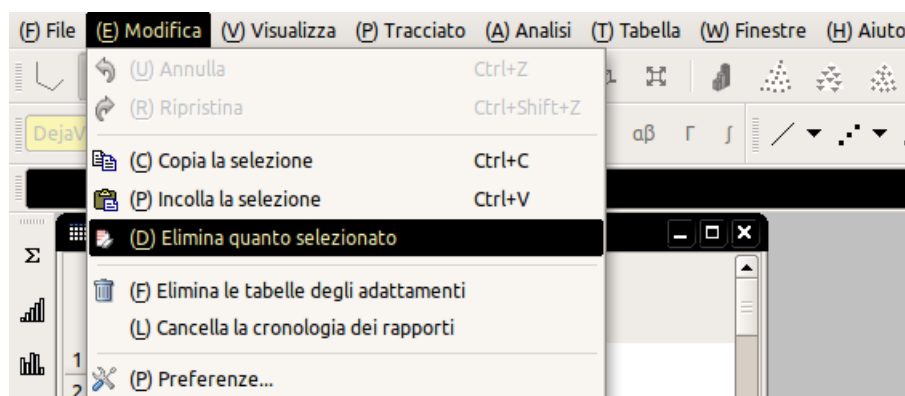 (F) File (E) Modifica (V) Visualizza (P) Tracciato (A) Analisi (T) Tabella (W) Finestre (H) Aiuto
(U) Annulla Ctrl+Z
(R) Ripristina Ctrl+Shift+Z
DejaV αβ Γ ∫
(C) Copia la selezione Ctrl+C
(P) Incolla la selezione Ctrl+V
(D) Elimina quanto selezionato
Σ
(F) Elimina le tabelle degli adattamenti
(L) Cancella la cronologia dei rapporti
1
(P) Preferenze...
2